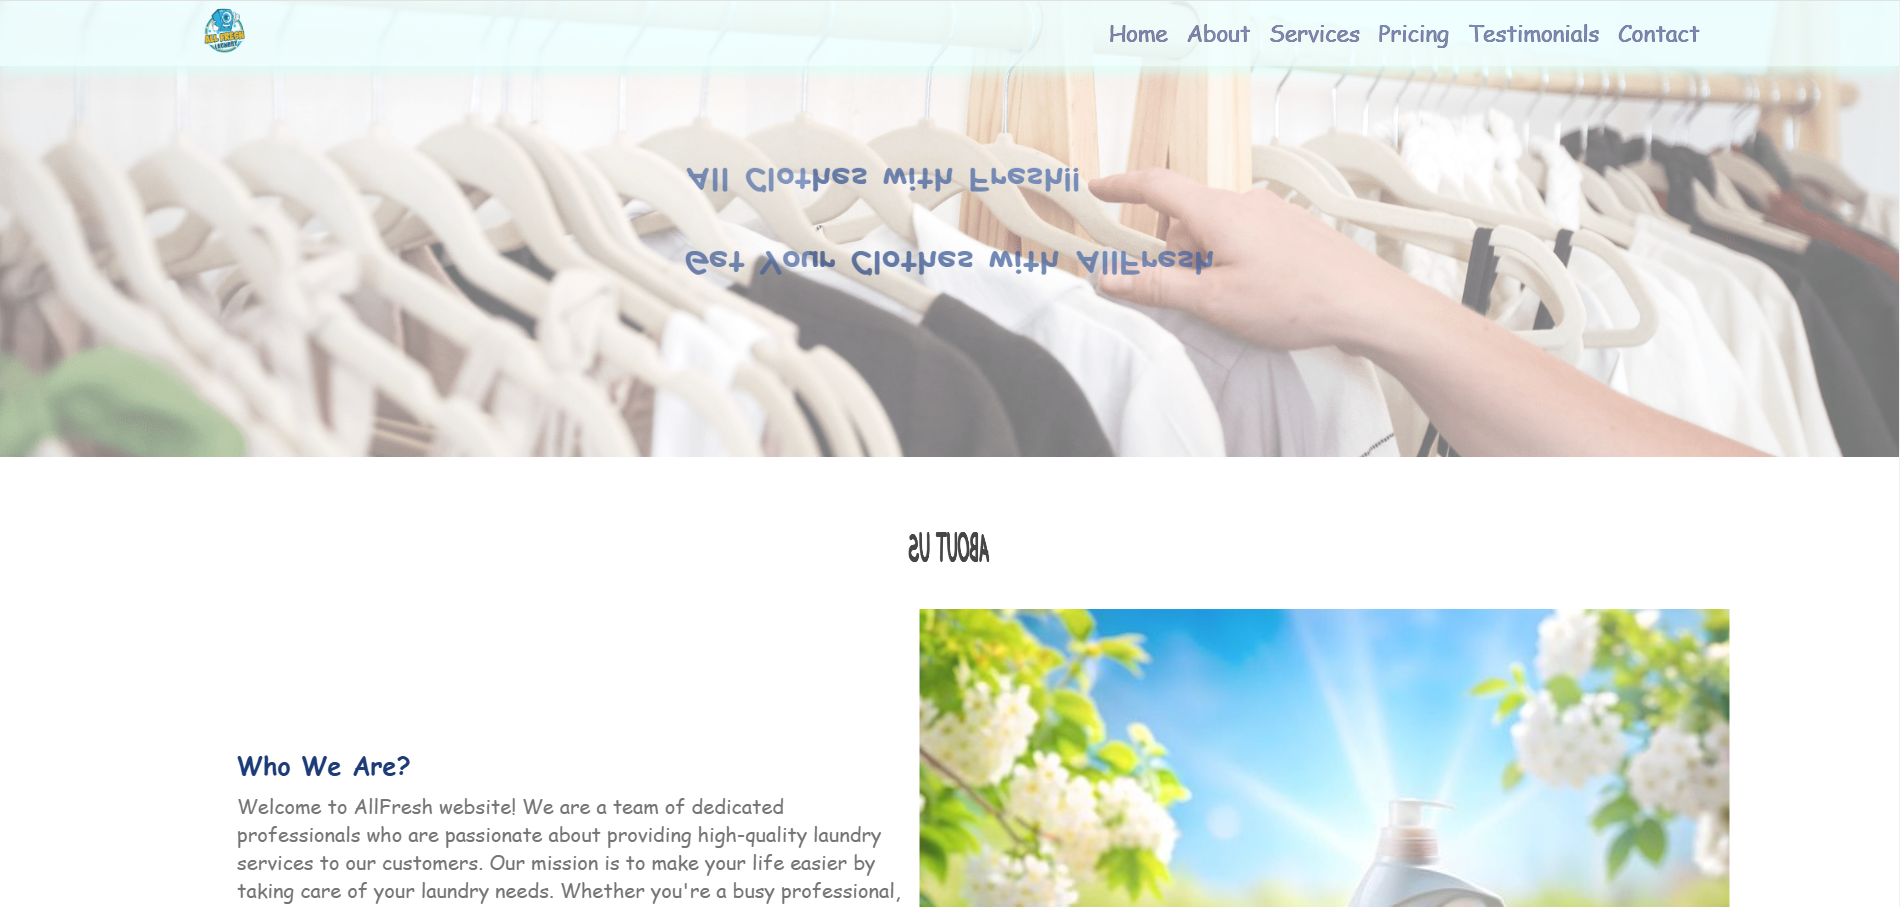 ALL FRESH
LAUNDRY
Home About Services Pricing Testimonials Contact
All Clothes with Fresh!!
Get Your Clothes with AllFresh
ABOUT US
Who We Are?
Welcome to AllFresh website! We are a team of dedicated
professionals who are passionate about providing high-quality laundry
services to our customers. Our mission is to make your life easier by
taking care of your laundry needs. Whether you're a busy professional,